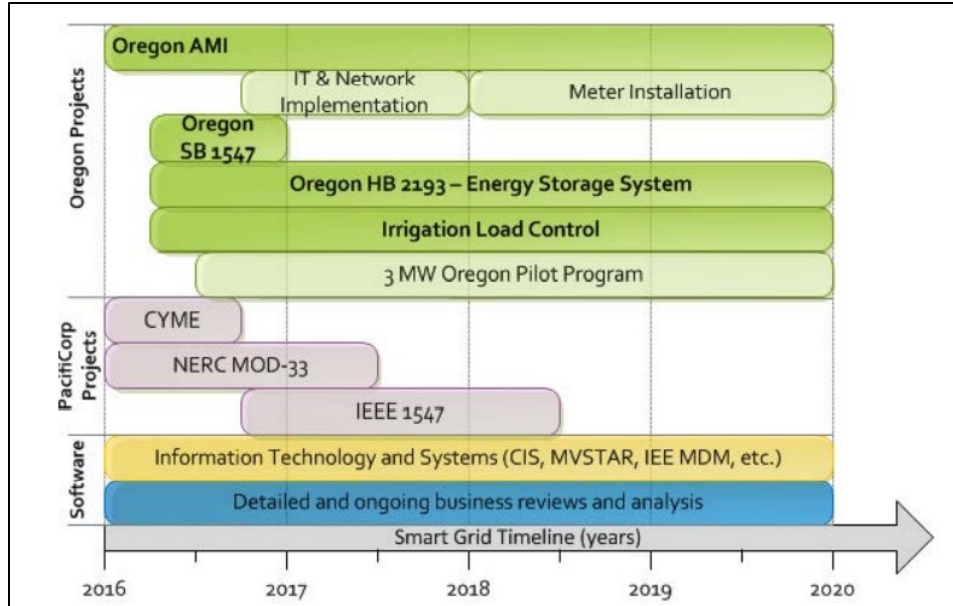 Oregon Projects
Oregon AMI
IT & Network
Implementation
Meter Installation
Oregon
SB 1547
Oregon HB 2193 – Energy Storage System
Irrigation Load Control
3 MW Oregon Pilot Program
PacifiCorp
Projects
CYME
NERC MOD-33
IEEE 1547
Software
Information Technology and Systems (CIS, MVSTAR, IEE MDM, etc.)
Detailed and ongoing business reviews and analysis
Smart Grid Timeline (years)
2016 2017 2018 2019 2020